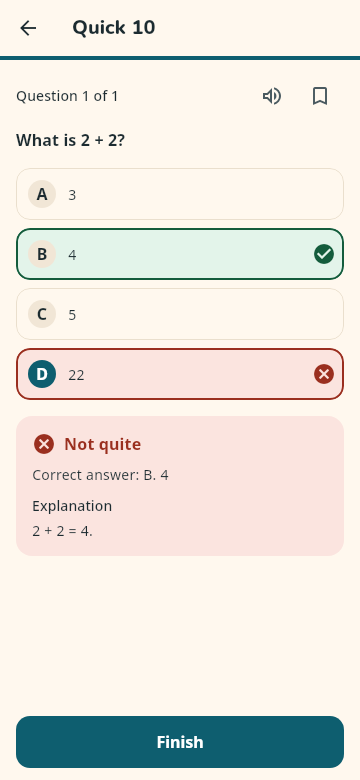 Quick 10
Question 1 of 1
What is 2 + 2?
A 3
B 4
C 5
D 22
Not quite
Correct answer: B. 4
Explanation
2 + 2 = 4.
Finish